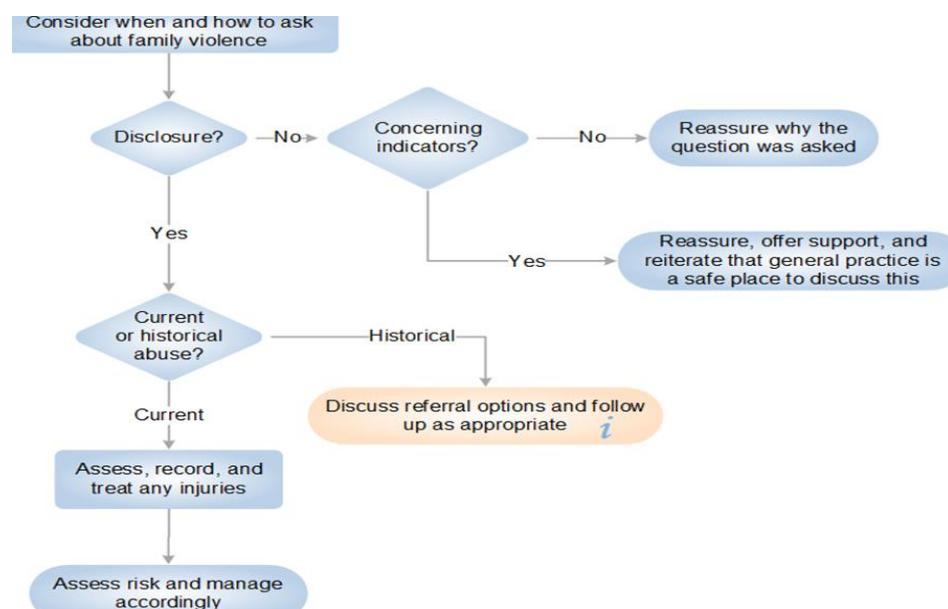 Consider when and how to ask
about family violence
Disclosure?
No
Concerning
indicators?
No
Reassure why the
question was asked
Yes
Yes
Reassure, offer support, and
reiterate that general practice is
a safe place to discuss this
Current
or historical
abuse?
Historical
Discuss referral options and follow
up as appropriate i
Current
Assess, record, and
treat any injuries
Assess risk and manage
accordingly